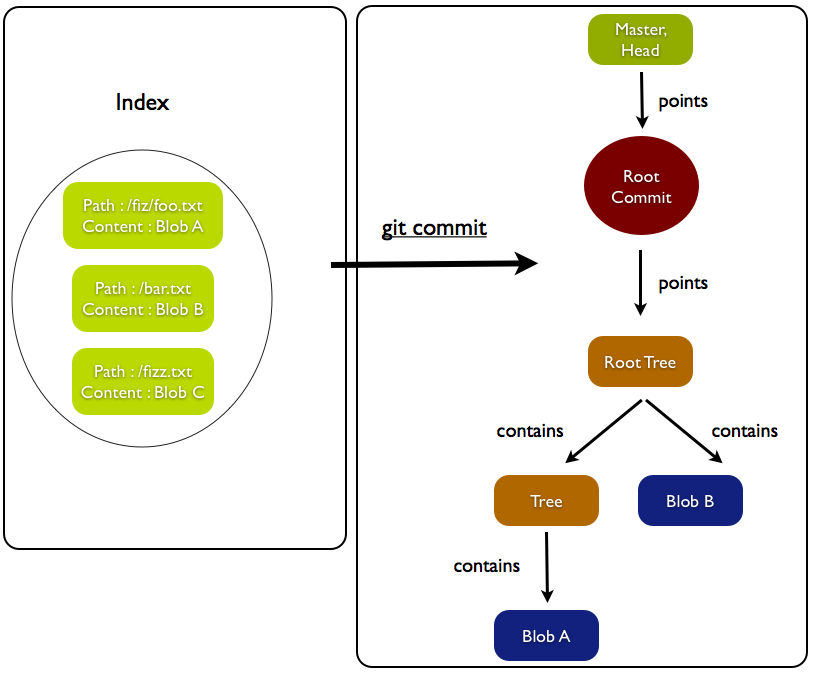 Index
Path : /fiz/foo.txt
Content : Blob A
Path : /bar.txt
Content : Blob B
Path : /fizz.txt
Content : Blob C
git commit
Master,
Head
points
Root
Commit
points
Root Tree
contains
contains
Tree
Blob B
contains
Blob A